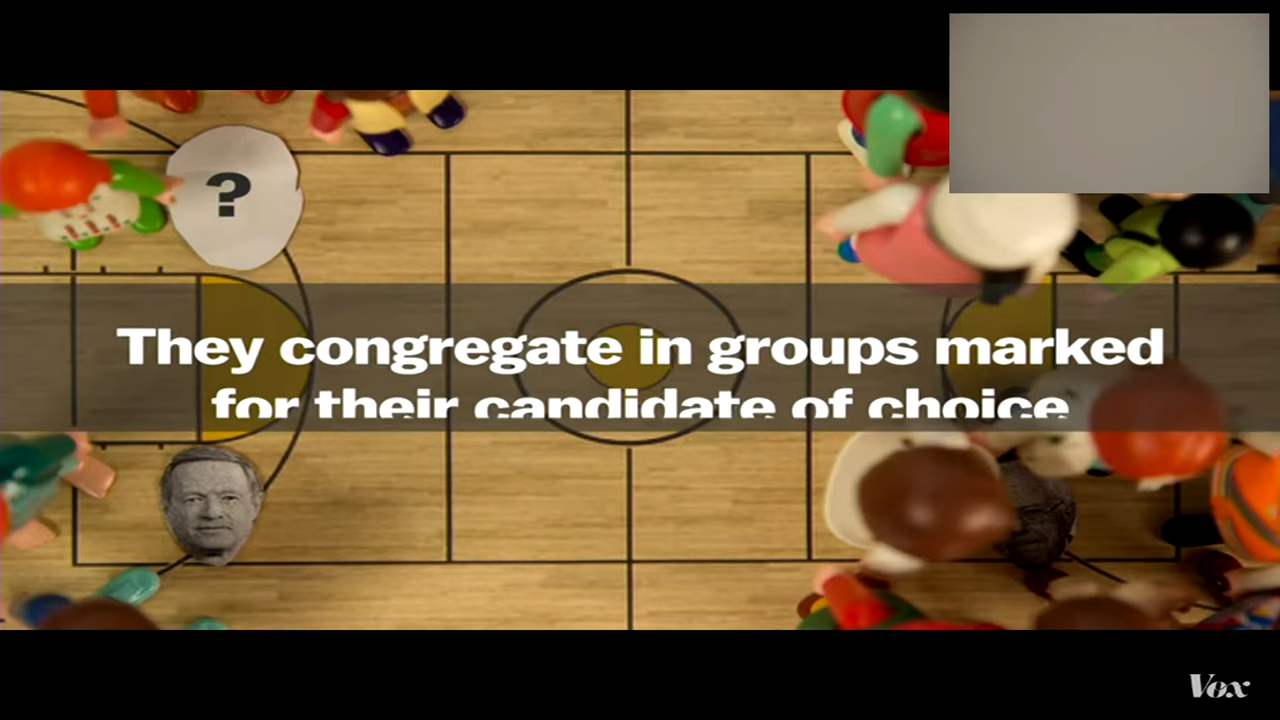 ?
They congregate in groups marked
for their candidate of choice
Vox